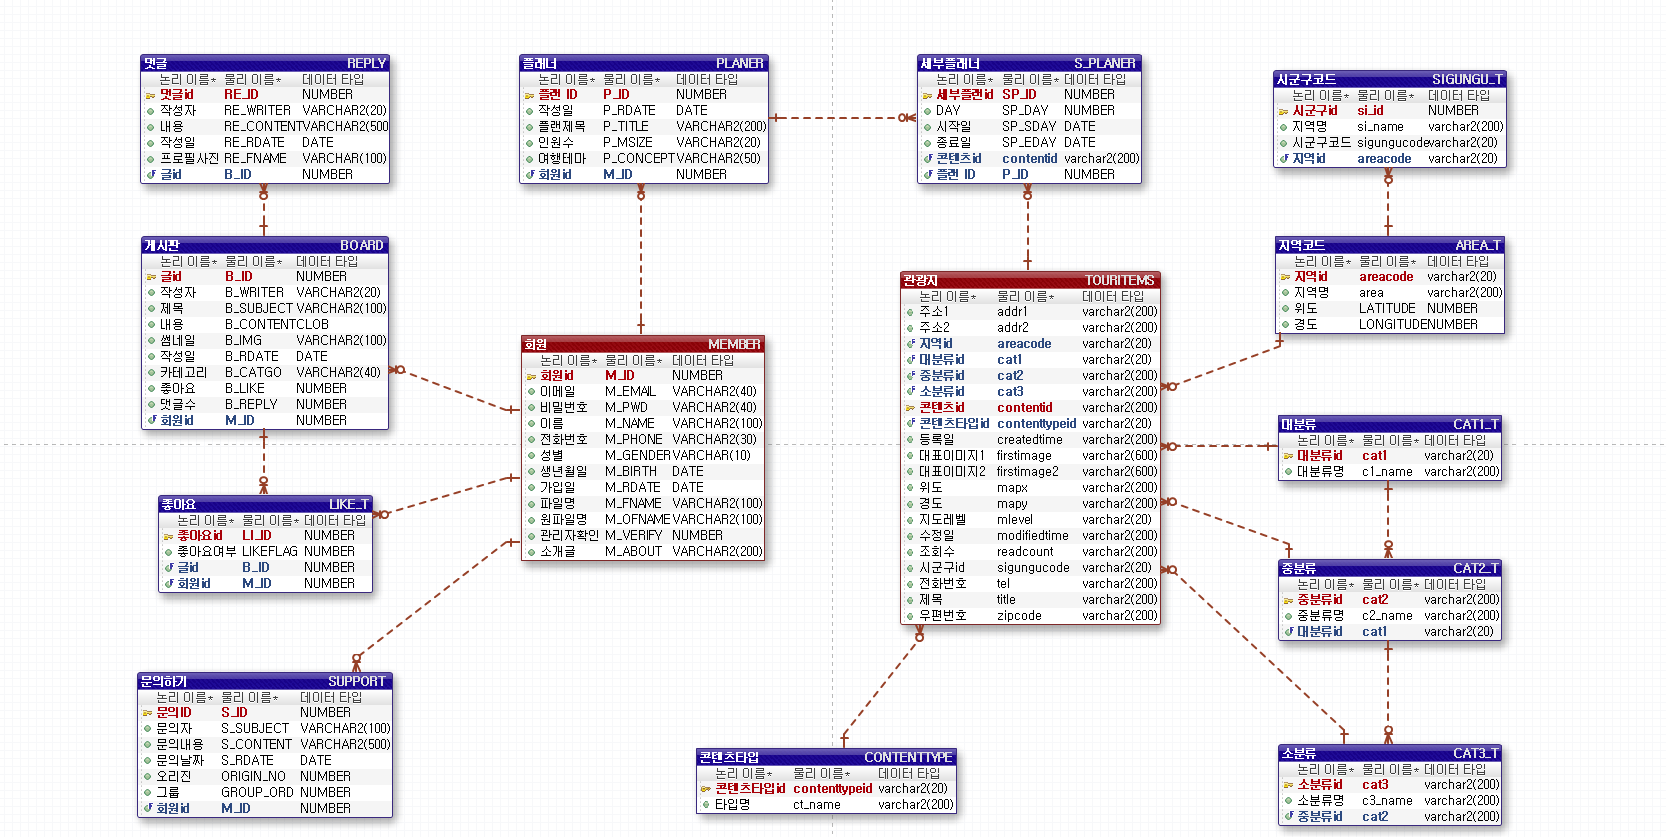 댓글 REPLY
논리 이름* 물리 이름* 데이터 타입
댓글id RE_ID NUMBER
작성자 RE_WRITER VARCHAR2(20)
내용 RE_CONTENT VARCHAR2(500
작성일 RE_RDATE DATE
프로필사진 RE_FNAME VARCHAR(100)
글id B_ID NUMBER
플래너 PLANER
논리 이름* 물리 이름* 데이터 타입
플랜 ID P_ID NUMBER
작성일 P_RDATE DATE
플랜제목 P_TITLE VARCHAR2(200)
인원수 P_MSIZE VARCHAR2(20)
여행테마 P_CONCEPT VARCHAR2(50)
회원id M_ID NUMBER
세부플래너 S_PLANER
논리 이름* 물리 이름* 데이터 타입
세부플랜id SP_ID NUMBER
DAY SP_DAY NUMBER
시작일 SP_SDAY DATE
종료일 SP_EDAY DATE
콘텐츠id contentid varchar2(200)
플랜 ID P_ID NUMBER
시군구코드 SIGUNGU_T
논리 이름* 물리 이름* 데이터 타입
시군구id si_id NUMBER
지역명 si_name varchar2(200)
시군구코드 sigungucode varchar2(20)
지역id areacode varchar2(20)
게시판 BOARD
논리 이름* 물리 이름* 데이터 타입
글id B_ID NUMBER
작성자 B_WRITER VARCHAR2(20)
제목 B_SUBJECT VARCHAR2(100)
내용 B_CONTENT CLOB
썸네일 B_IMG VARCHAR2(100)
작성일 B_RDATE DATE
카테고리 B_CATGO VARCHAR2(40)
좋아요 B_LIKE NUMBER
댓글수 B_REPLY NUMBER
회원id M_ID NUMBER
회원 MEMBER
논리 이름* 물리 이름* 데이터 타입
회원id M_ID NUMBER
이메일 M_EMAIL VARCHAR2(40)
비밀번호 M_PWD VARCHAR2(40)
이름 M_NAME VARCHAR2(100)
전화번호 M_PHONE VARCHAR2(30)
성별 M_GENDER VARCHAR(10)
생년월일 M_BIRTH DATE
가입일 M_RDATE DATE
파일명 M_FNAME VARCHAR2(100)
원파일명 M_OFNAME VARCHAR2(100)
관리자확인 M_VERIFY NUMBER
소개글 M_ABOUT VARCHAR2(200)
관광지 TOURITEMS
논리 이름* 물리 이름* 데이터 타입
주소1 addr1 varchar2(200)
주소2 addr2 varchar2(200)
지역id areacode varchar2(20)
대분류id cat1 varchar2(20)
중분류id cat2 varchar2(200)
소분류id cat3 varchar2(200)
콘텐츠id contentid varchar2(200)
콘텐츠타입id contenttypeid varchar2(20)
등록일 createdtime varchar2(200)
대표이미지1 firstimage varchar2(600)
대표이미지2 firstimage2 varchar2(600)
위도 mapx varchar2(200)
경도 mapy varchar2(200)
지도레벨 mlevel varchar2(20)
수정일 modifiedtime varchar2(200)
조회수 readcount varchar2(200)
시군구id sigungucode varchar2(20)
전화번호 tel varchar2(200)
제목 title varchar2(200)
우편번호 zipcode varchar2(200)
지역코드 AREA_T
논리 이름* 물리 이름* 데이터 타입
지역id areacode varchar2(20)
지역명 area varchar2(200)
위도 LATITUDE NUMBER
경도 LONGITUDE NUMBER
대분류 CAT1_T
논리 이름* 물리 이름* 데이터 타입
대분류id cat1 varchar2(20)
대분류명 c1_name varchar2(200)
좋아요 LIKE_T
논리 이름* 물리 이름* 데이터 타입
좋아요id LI_ID NUMBER
좋아요여부 LIKEFLAG NUMBER
글id B_ID NUMBER
회원id M_ID NUMBER
중분류 CAT2_T
논리 이름* 물리 이름* 데이터 타입
중분류id cat2 varchar2(200)
중분류명 c2_name varchar2(200)
대분류id cat1 varchar2(20)
문의하기 SUPPORT
논리 이름* 물리 이름* 데이터 타입
문의ID S_ID NUMBER
문의자 S_SUBJECT VARCHAR2(100)
문의내용 S_CONTENT VARCHAR2(500)
문의날짜 S_RDATE DATE
오리진 ORIGIN_NO NUMBER
그룹 GROUP_ORD NUMBER
회원id M_ID NUMBER
콘텐츠타입 CONTENTTYPE
논리 이름* 물리 이름* 데이터 타입
콘텐츠타입id contenttypeid varchar2(20)
타입명 ct_name varchar2(200)
소분류 CAT3_T
논리 이름* 물리 이름* 데이터 타입
소분류id cat3 varchar2(200)
소분류명 c3_name varchar2(200)
중분류id cat2 varchar2(200)